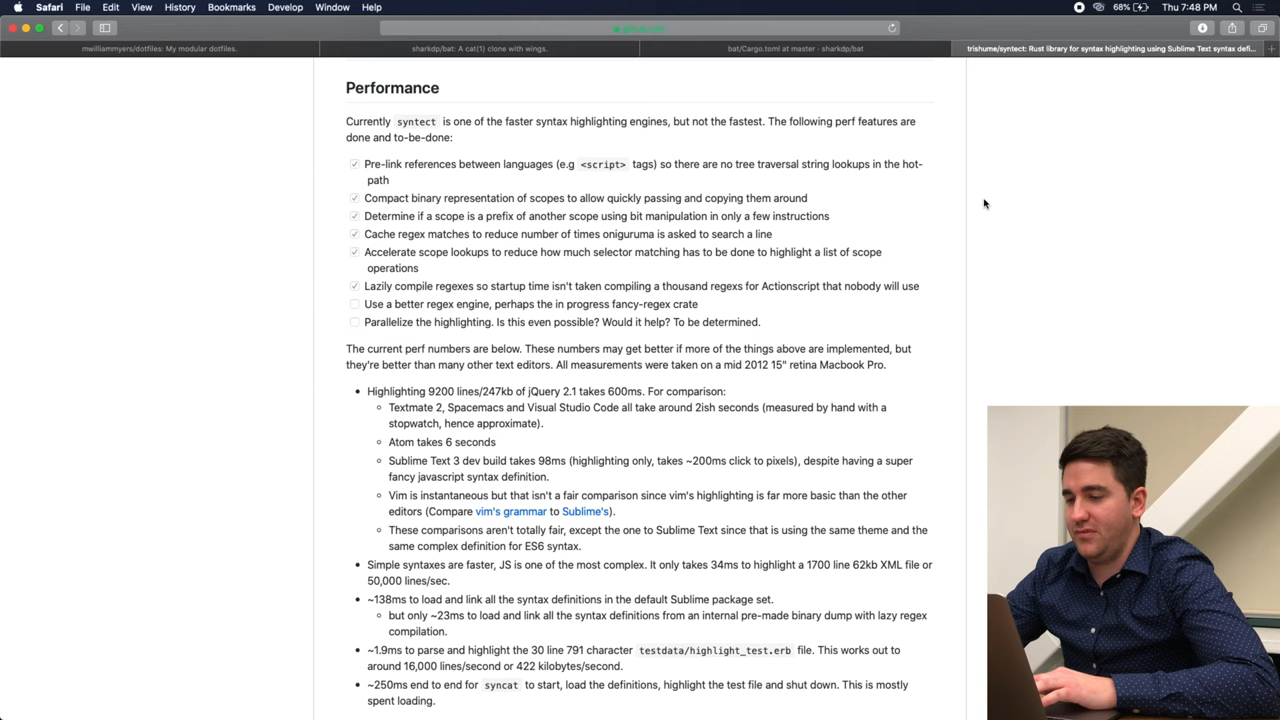 Safari File Edit View History Bookmarks Develop Window Help 68% Thu 7:48 PM
github.com
mwilliammyers/dotfiles: My modular dotfiles. sharkdp/bat: A cat(1) clone with wings. bat/Cargo.toml at master · sharkdp/bat trishume/syntect: Rust library for syntax highlighting using Sublime Text syntax defi...
Performance
Currently syntect is one of the faster syntax highlighting engines, but not the fastest. The following perf features are
done and to-be-done:
Pre-link references between languages (e.g <script> tags) so there are no tree traversal string lookups in the hot-
path
Compact binary representation of scopes to allow quickly passing and copying them around
Determine if a scope is a prefix of another scope using bit manipulation in only a few instructions
Cache regex matches to reduce number of times oniguruma is asked to search a line
Accelerate scope lookups to reduce how much selector matching has to be done to highlight a list of scope
operations
Lazily compile regexes so startup time isn't taken compiling a thousand regexs for Actionscript that nobody will use
Use a better regex engine, perhaps the in progress fancy-regex crate
Parallelize the highlighting. Is this even possible? Would it help? To be determined.
The current perf numbers are below. These numbers may get better if more of the things above are implemented, but
they're better than many other text editors. All measurements were taken on a mid 2012 15" retina Macbook Pro.
• Highlighting 9200 lines/247kb of jQuery 2.1 takes 600ms. For comparison:
◦ Textmate 2, Spacemacs and Visual Studio Code all take around 2ish seconds (measured by hand with a
stopwatch, hence approximate).
◦ Atom takes 6 seconds
◦ Sublime Text 3 dev build takes 98ms (highlighting only, takes ~200ms click to pixels), despite having a super
fancy javascript syntax definition.
◦ Vim is instantaneous but that isn't a fair comparison since vim's highlighting is far more basic than the other
editors (Compare vim's grammar to Sublime's).
◦ These comparisons aren't totally fair, except the one to Sublime Text since that is using the same theme and the
same complex definition for ES6 syntax.
• Simple syntaxes are faster, JS is one of the most complex. It only takes 34ms to highlight a 1700 line 62kb XML file or
50,000 lines/sec.
• ~138ms to load and link all the syntax definitions in the default Sublime package set.
◦ but only ~23ms to load and link all the syntax definitions from an internal pre-made binary dump with lazy regex
compilation.
• ~1.9ms to parse and highlight the 30 line 791 character testdata/highlight_test.erb file. This works out to
around 16,000 lines/second or 422 kilobytes/second.
• ~250ms end to end for syncat to start, load the definitions, highlight the test file and shut down. This is mostly
spent loading.